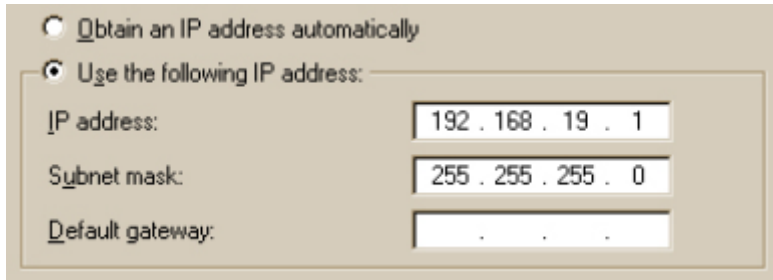 Obtain an IP address automatically
Use the following IP address:
IP address: 192 . 168 . 19 . 1
Subnet mask: 255 . 255 . 255 . 0
Default gateway: . . .